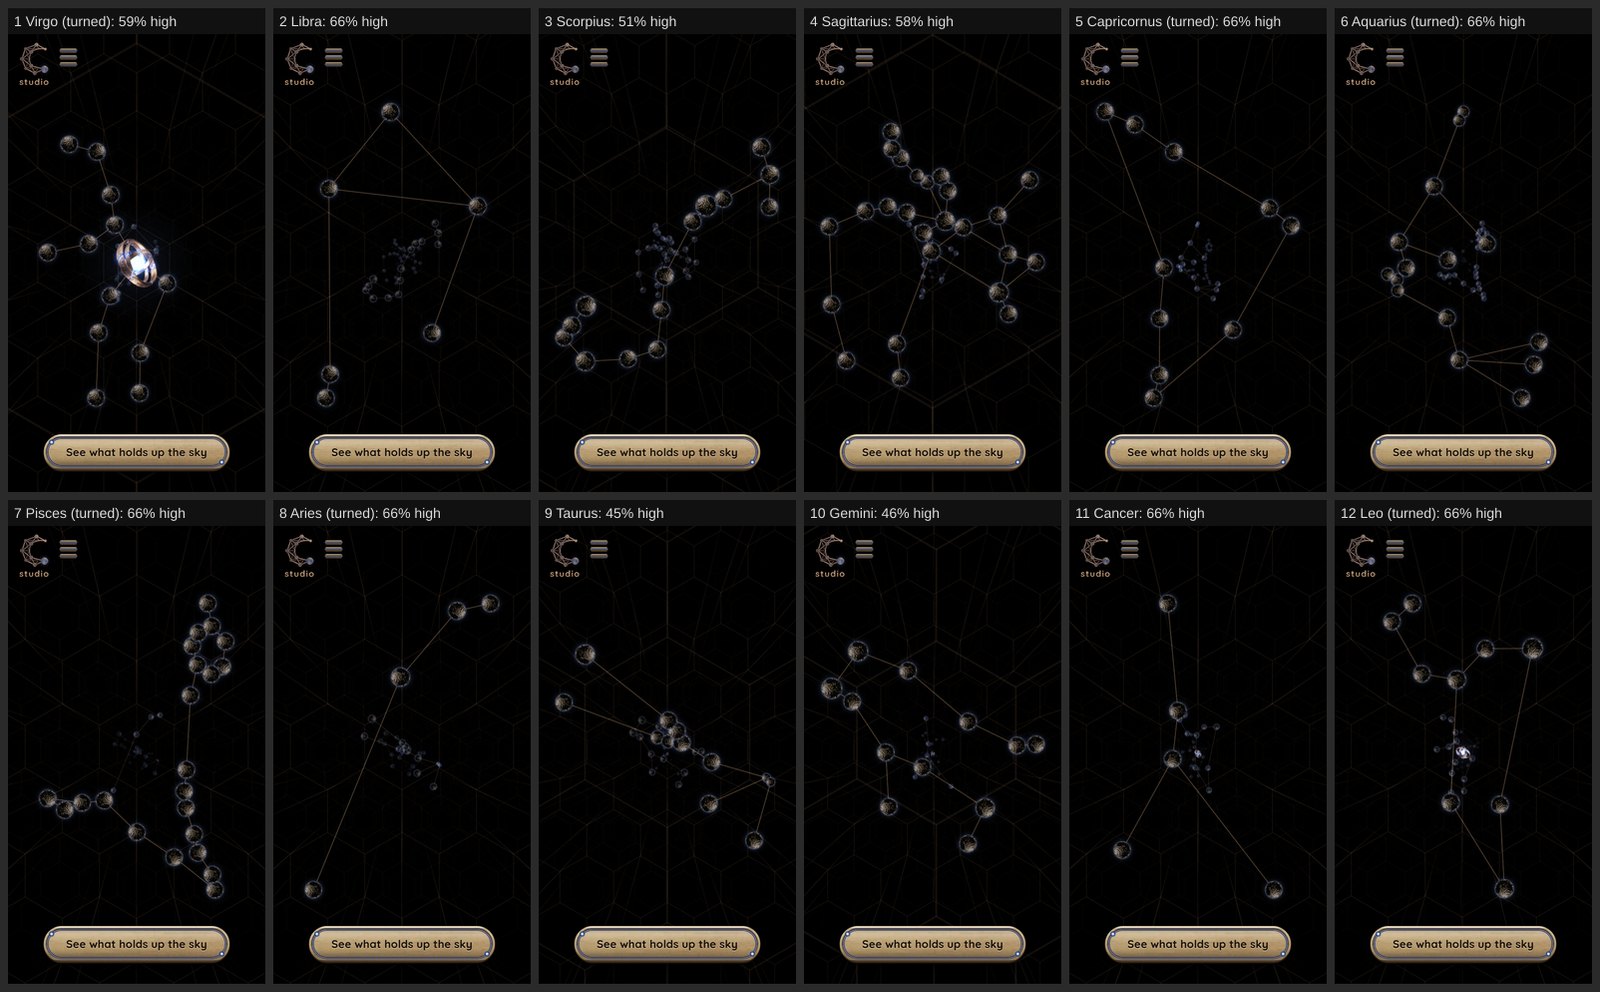 1 Virgo (turned): 59% high
studio
See what holds up the sky
2 Libra: 66% high
studio
See what holds up the sky
3 Scorpius: 51% high
studio
See what holds up the sky
4 Sagittarius: 58% high
studio
See what holds up the sky
5 Capricornus (turned): 66% high
studio
See what holds up the sky
6 Aquarius (turned): 66% high
studio
See what holds up the sky
7 Pisces (turned): 66% high
studio
See what holds up the sky
8 Aries (turned): 66% high
studio
See what holds up the sky
9 Taurus: 45% high
studio
See what holds up the sky
10 Gemini: 46% high
studio
See what holds up the sky
11 Cancer: 66% high
studio
See what holds up the sky
12 Leo (turned): 66% high
studio
See what holds up the sky